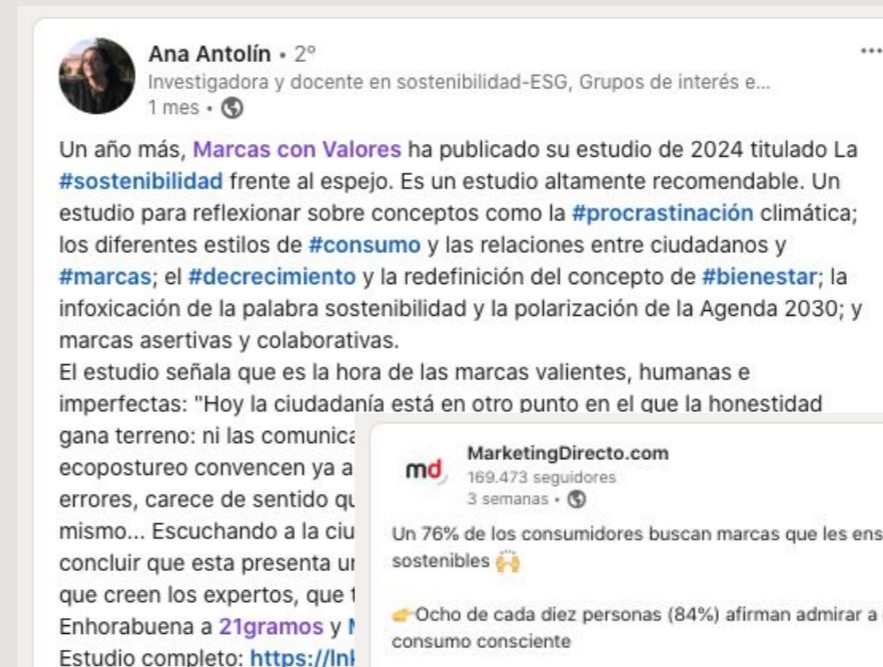 Ana Antolín • 2º
Investigadora y docente en sostenibilidad-ESG, Grupos de interés e...
1 mes •
Un año más, Marcas con Valores ha publicado su estudio de 2024 titulado La
#sostenibilidad frente al espejo. Es un estudio altamente recomendable. Un
estudio para reflexionar sobre conceptos como la #procrastinación climática;
los diferentes estilos de #consumo y las relaciones entre ciudadanos y
#marcas; el #decrecimiento y la redefinición del concepto de #bienestar; la
infoxicación de la palabra sostenibilidad y la polarización de la Agenda 2030; y
marcas asertivas y colaborativas.
El estudio señala que es la hora de las marcas valientes, humanas e
imperfectas: "Hoy la ciudadanía está en otro punto en el que la honestidad
gana terreno: ni las comunica
ecopostureo convencen ya a
errores, carece de sentido qu
mismo... Escuchando a la ciu
concluir que esta presenta un
que creen los expertos, que t
Enhorabuena a 21gramos y
Estudio completo: https://lnk
md
MarketingDirecto.com
169.473 seguidores
3 semanas •
Un 76% de los consumidores buscan marcas que les ens
sostenibles 🙌
👉Ocho de cada diez personas (84%) afirman admirar a
consumo consciente